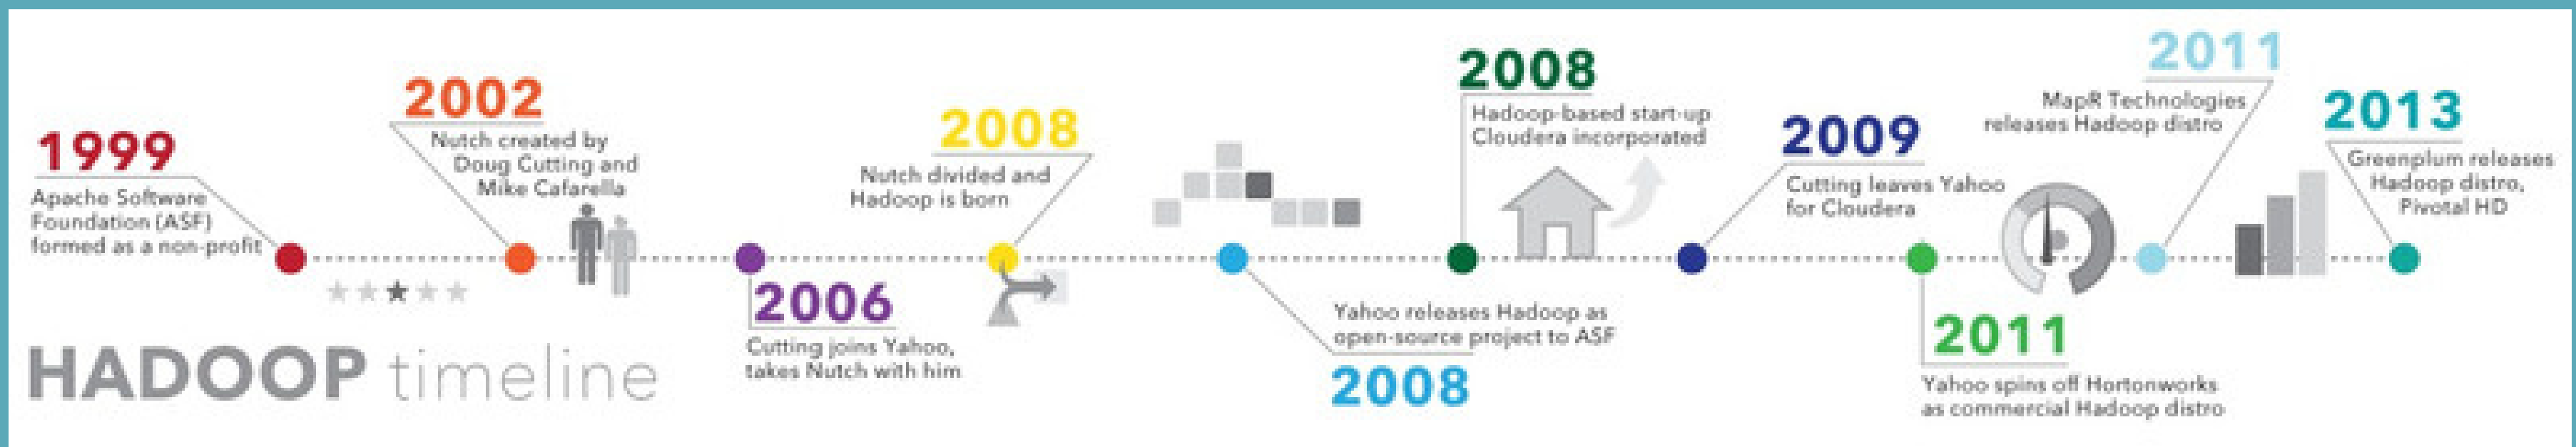 1999
Apache Software
Foundation (ASF)
formed as a non-profit
2002
Nutch created by
Doug Cutting and
Mike Cafarella
2006
Cutting joins Yahoo,
takes Nutch with him
2008
Nutch divided and
Hadoop is born
Yahoo releases Hadoop as
open-source project to ASF
2008
2008
Hadoop-based start-up
Cloudera incorporated
2009
Cutting leaves Yahoo
for Cloudera
2011
Yahoo spins off Hortonworks
as commercial Hadoop distro
2011
MapR Technologies
releases Hadoop distro
2013
Greenplum releases
Hadoop distro,
Pivotal HD
HADOOP timeline